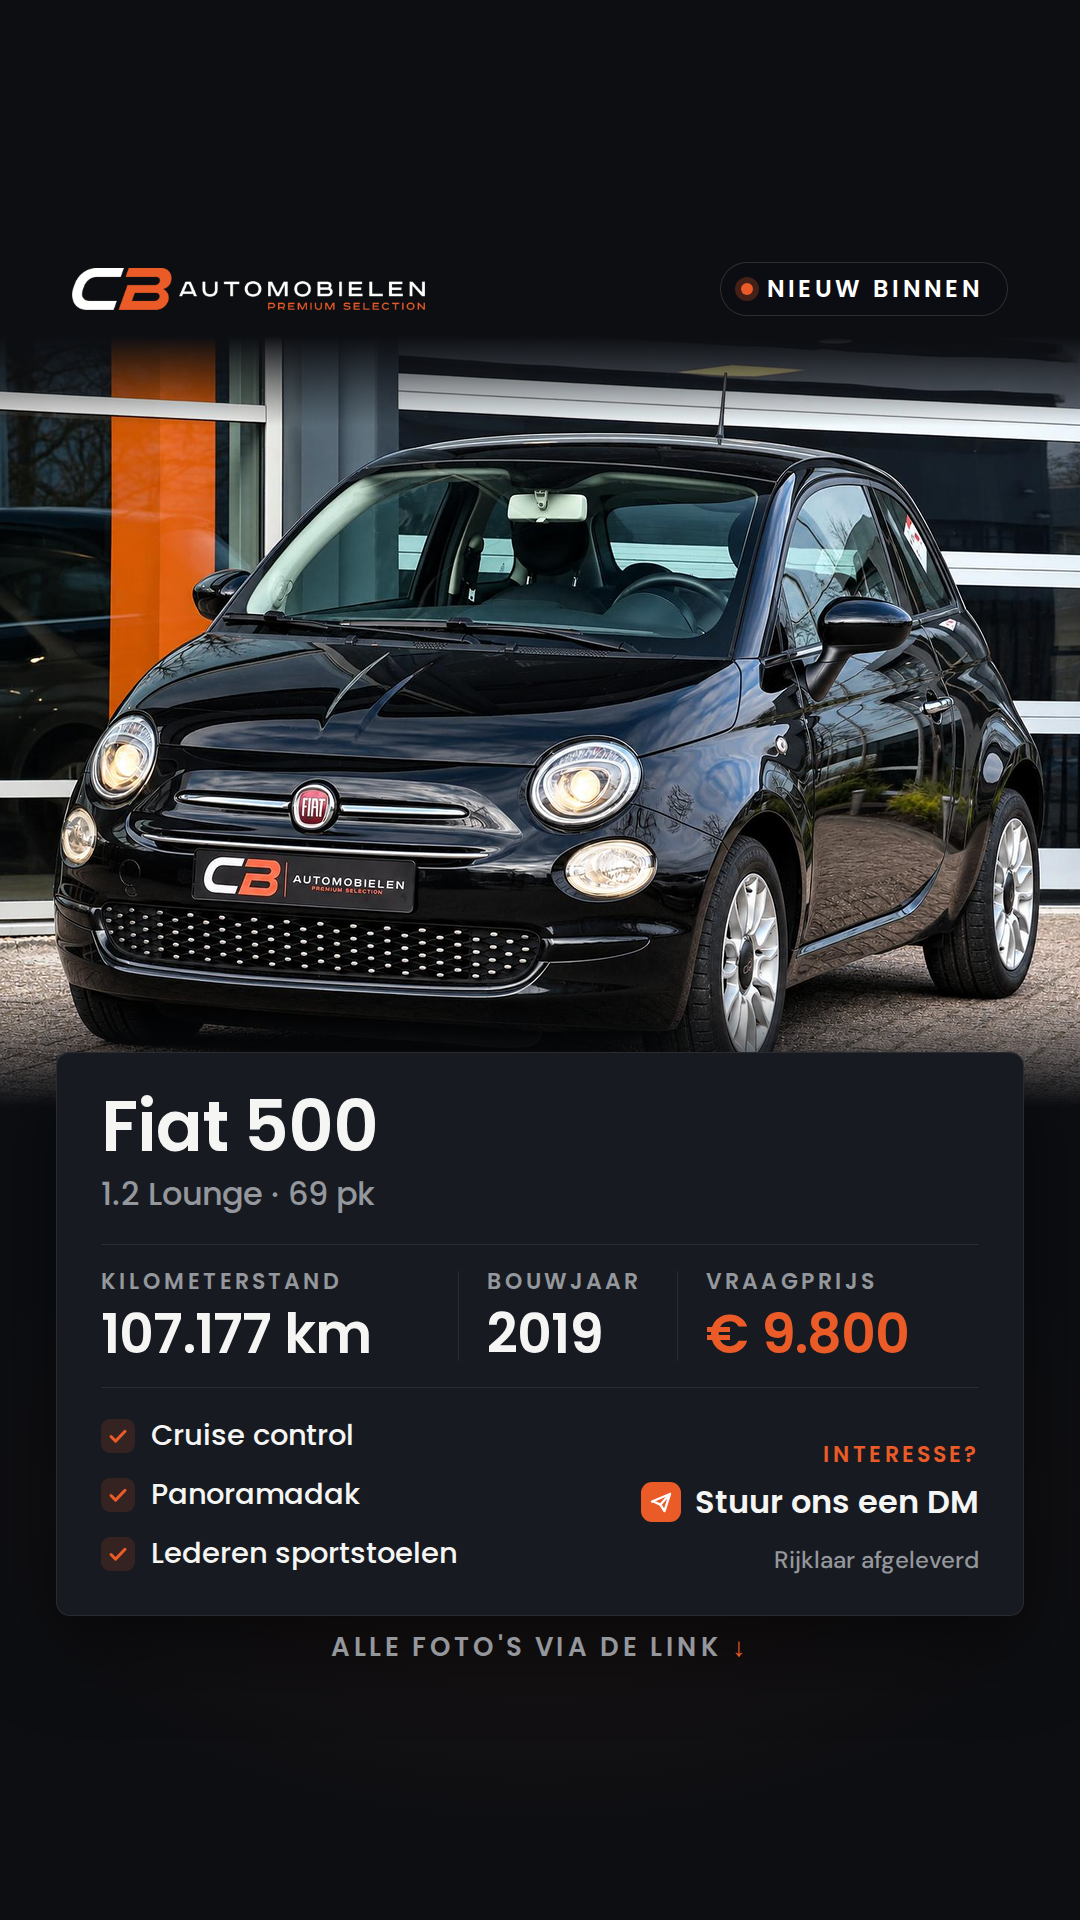 CB AUTOMOBIELEN
PREMIUM SELECTION
NIEUW BINNEN
FIAT
CB AUTOMOBIELEN
PREMIUM SELECTION
Fiat 500
1.2 Lounge · 69 pk
KILOMETERSTAND
BOUWJAAR
VRAAGPRIJS
107.177 km
2019
€ 9.800
Cruise control
Panoramadak
Lederen sportstoelen
INTERESSE?
Stuur ons een DM
Rijklaar afgeleverd
ALLE FOTO'S VIA DE LINK ↓